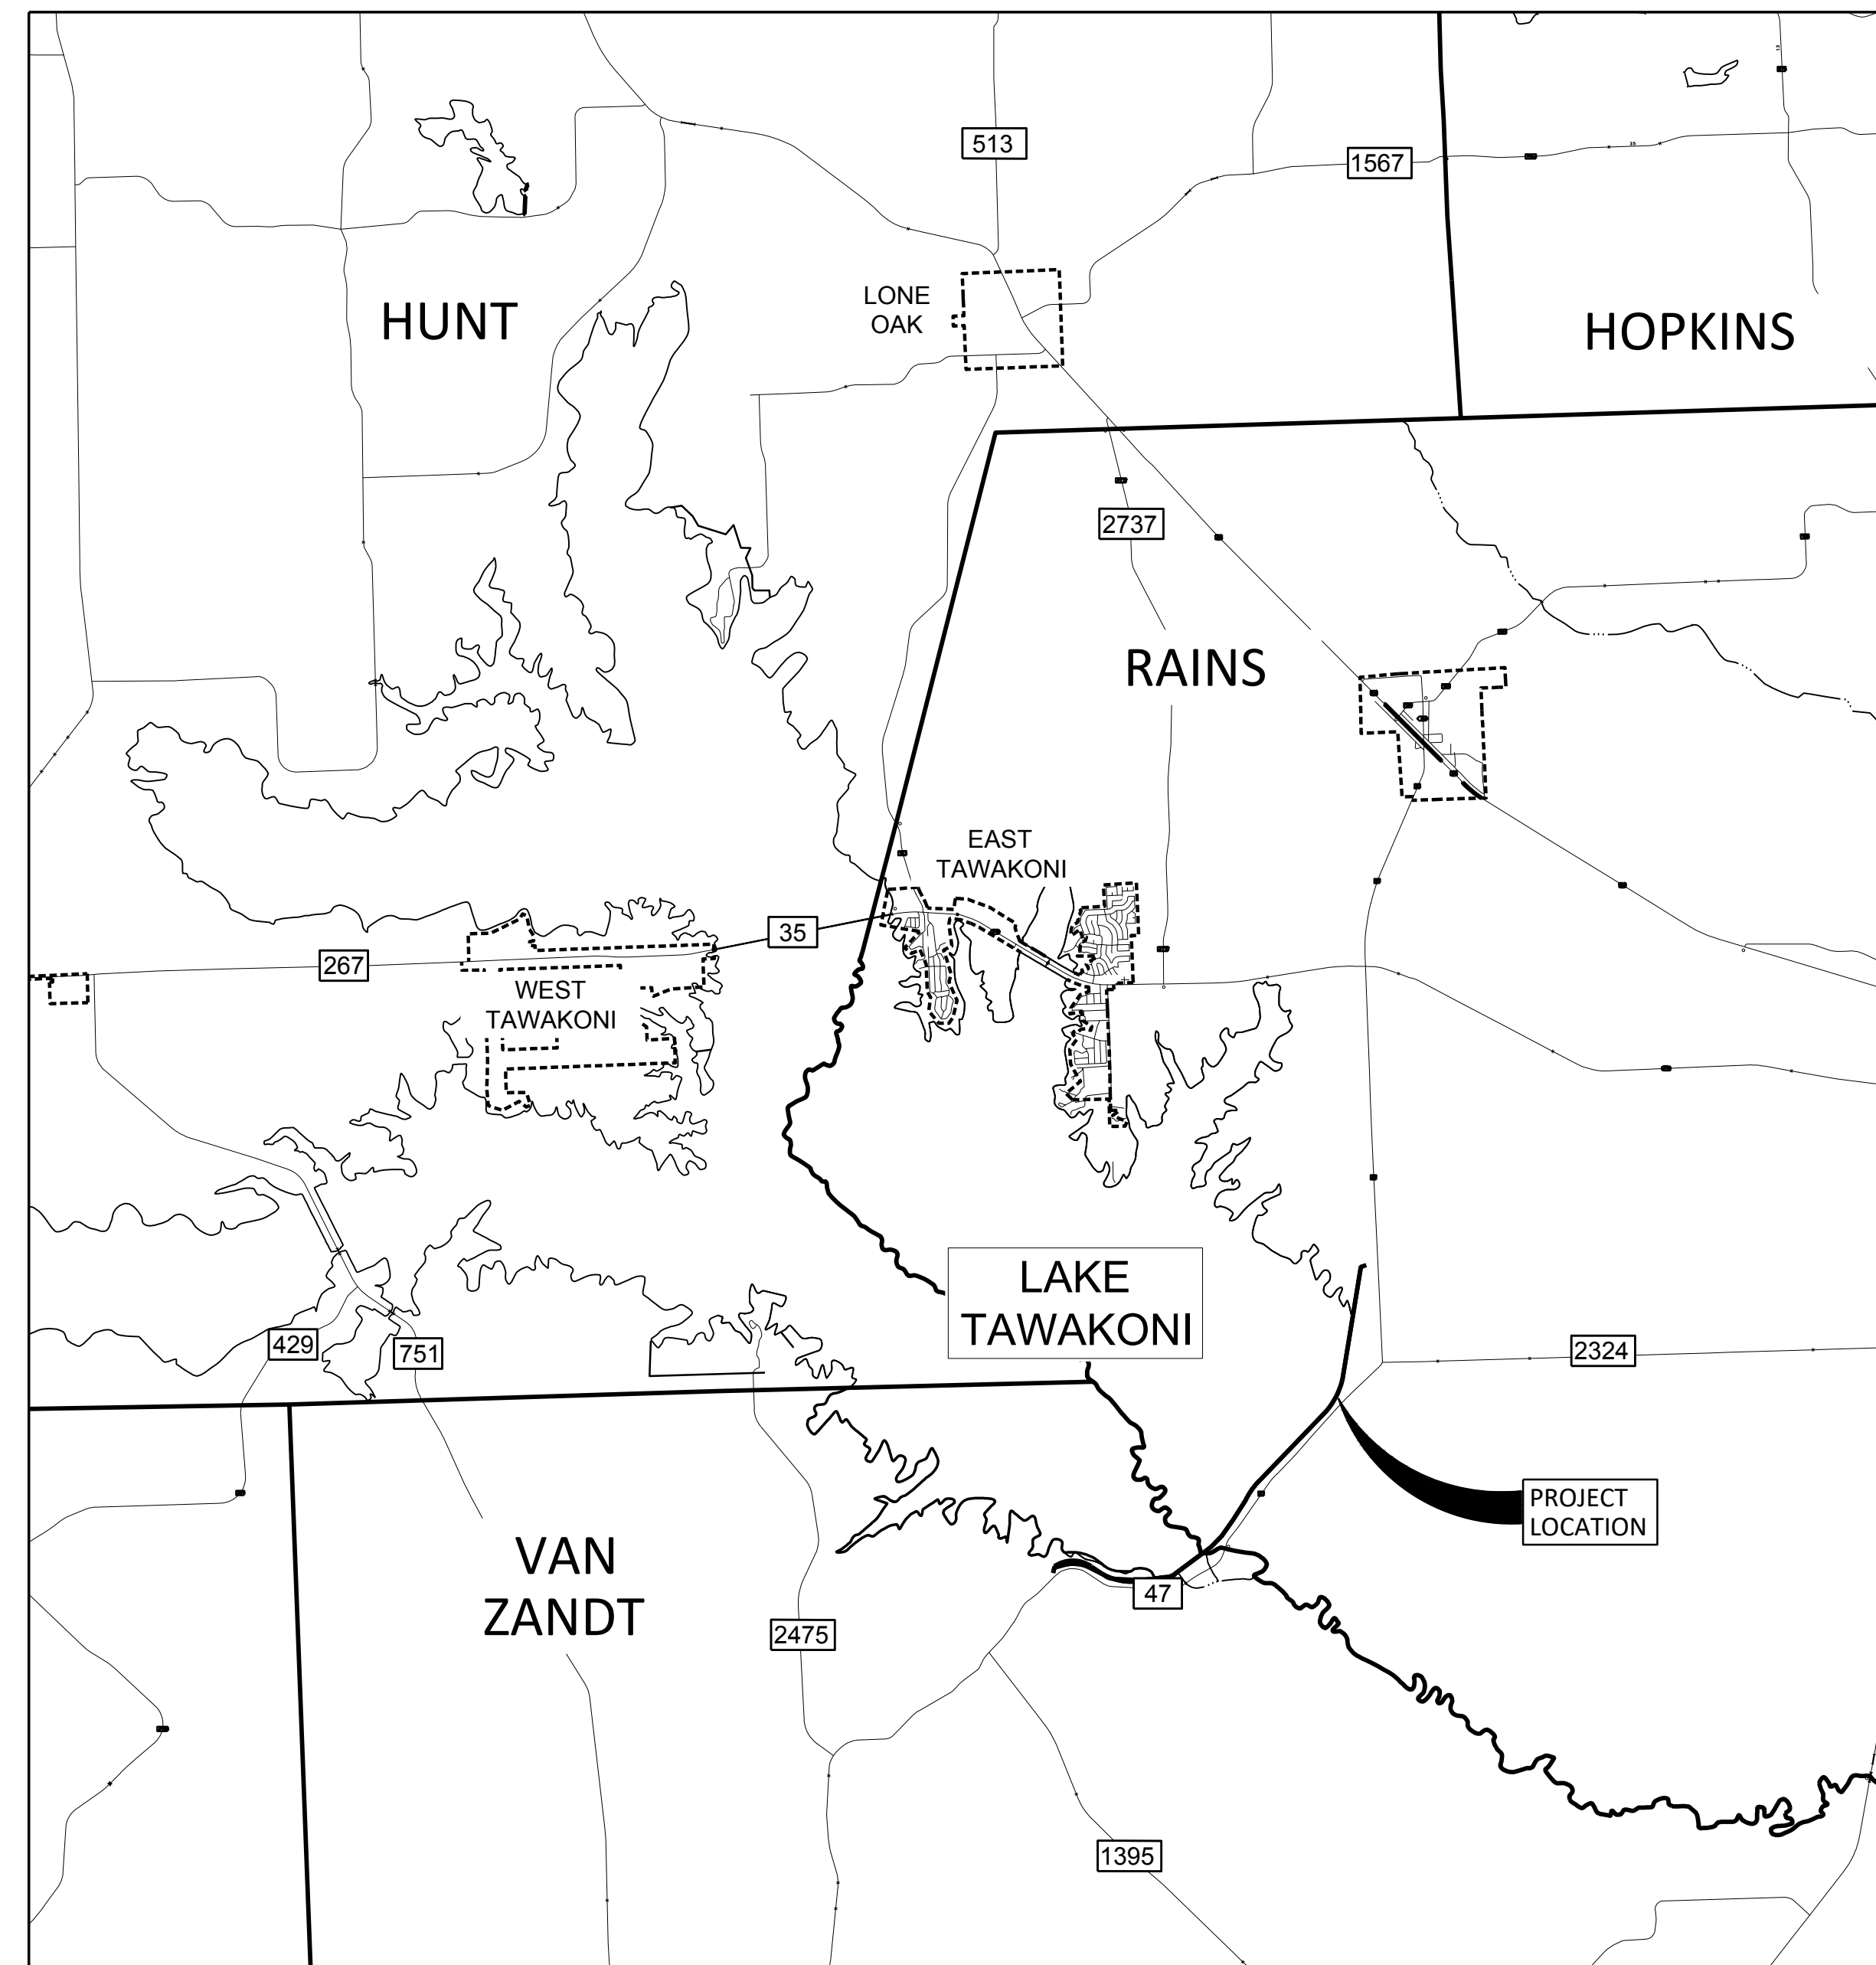 513
1567
LONE
OAK
HUNT
HOPKINS
2737
RAINS
EAST
TAWAKONI
35
267
WEST
TAWAKONI
LAKE
TAWAKONI
429
751
2324
PROJECT
LOCATION
VAN
ZANDT
47
2475
1395